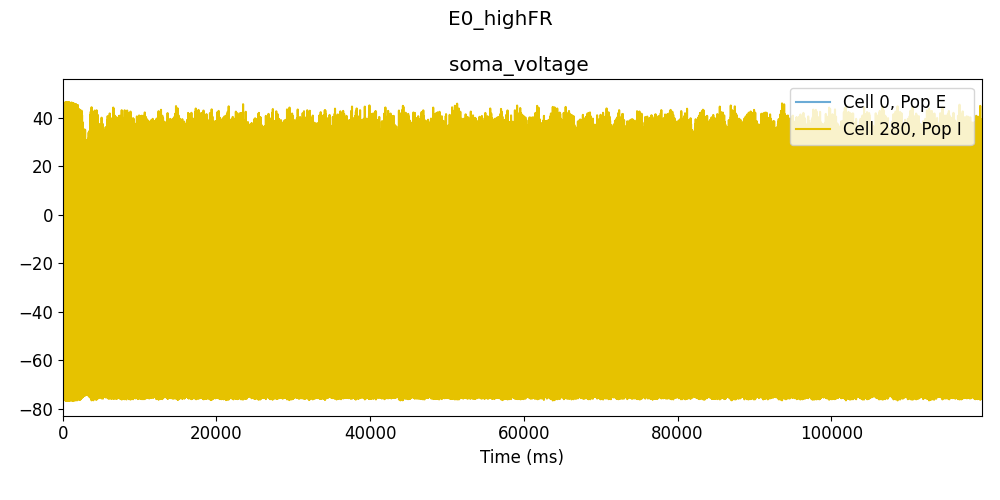 E0_highFR
soma_voltage
Cell 0, Pop E
Cell 280, Pop I
40
20
0
−20
−40
−60
−80
0 20000 40000 60000 80000 100000
Time (ms)